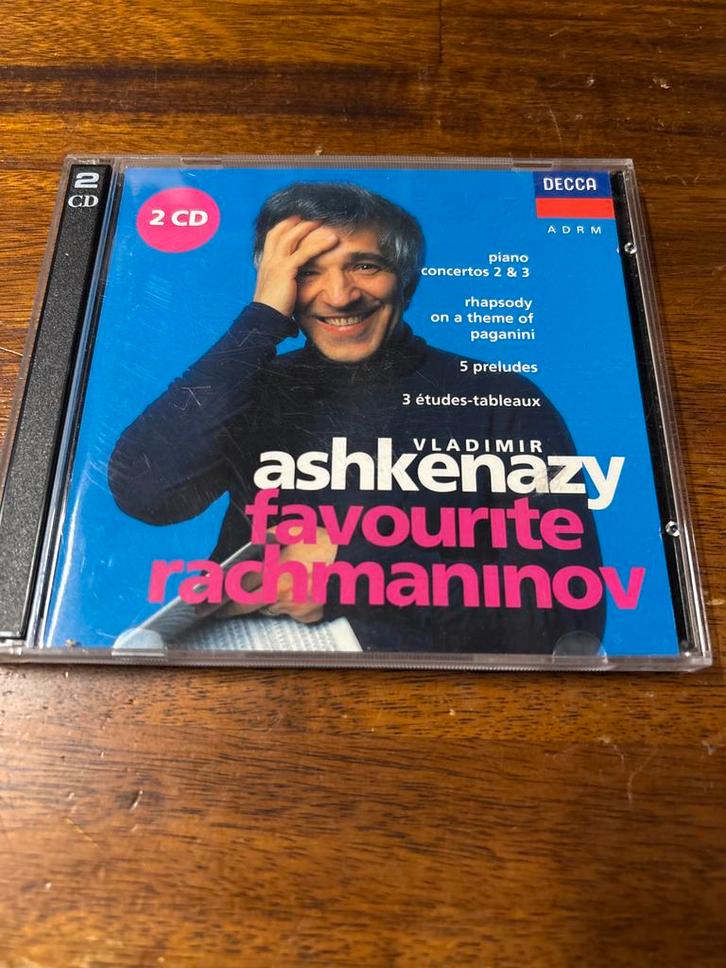 2
CD
2 CD
DECCA
ADRM
piano
concertos 2 & 3
rhapsody
on a theme of
paganini
5 preludes
3 études-tableaux
VLADIMIR
ashkenazy
favourite
rachmaninov